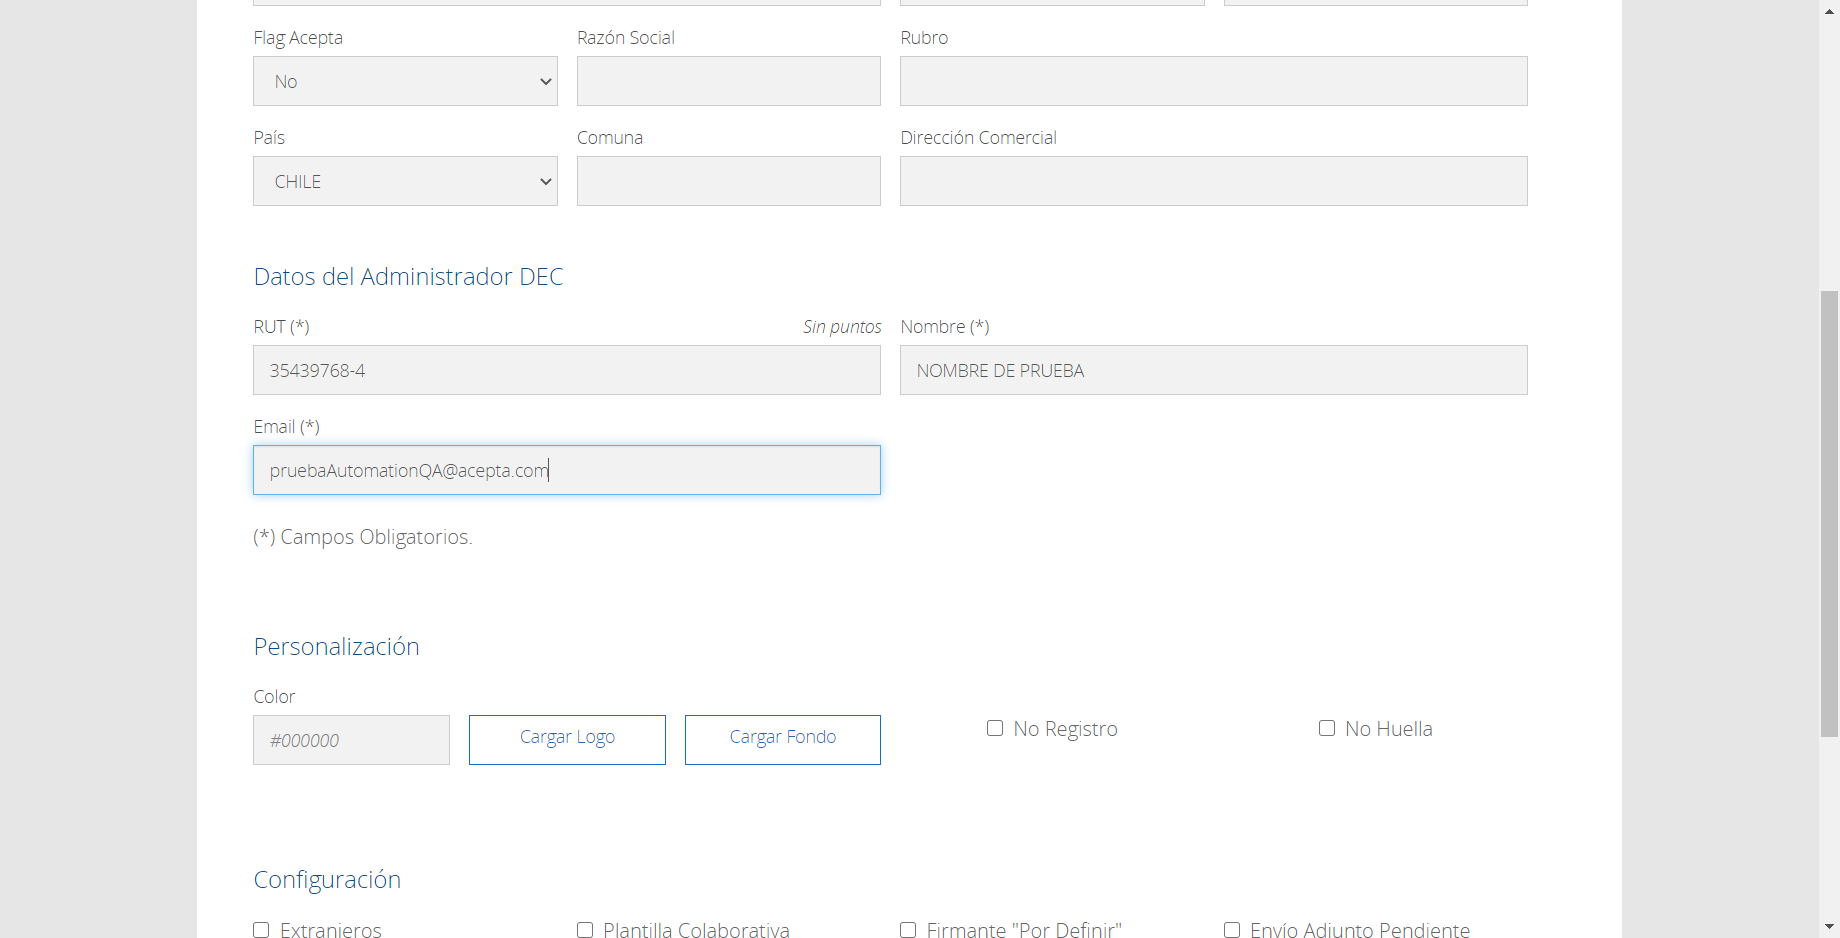 Flag Acepta Razón Social Rubro
No
País Comuna Dirección Comercial
CHILE
Datos del Administrador DEC
RUT (*) Sin puntos Nombre (*)
35439768-4 NOMBRE DE PRUEBA
Email (*)
pruebaAutomationQA@acepta.com
(*) Campos Obligatorios.
Personalización
Color
#000000 Cargar Logo Cargar Fondo No Registro No Huella
Configuración
Extranieros Plantilla Colaborativa Firmante "Por Definir" Envío Adjunto Pendiente